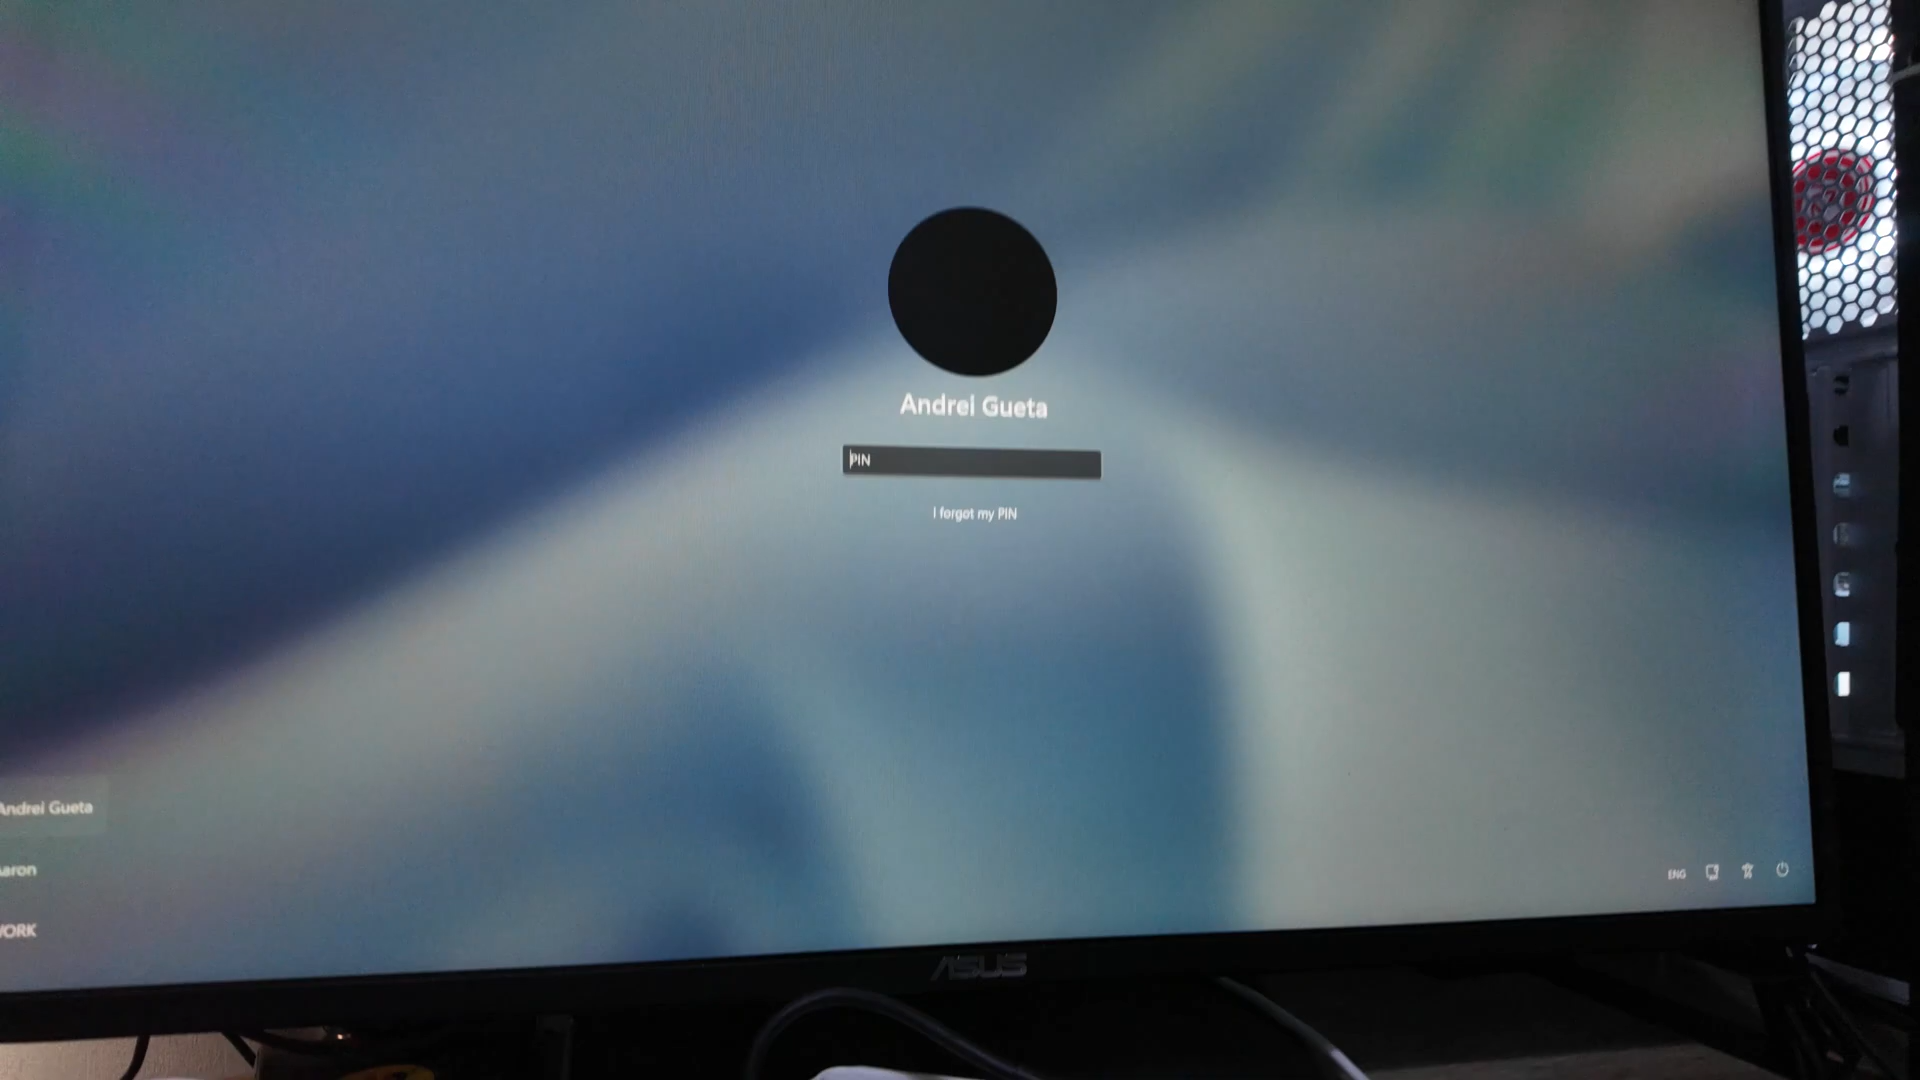 Andrei Gueta
PIN
I forgot my PIN
Andrei Gueta
aron
ORK
ENG
ASUS